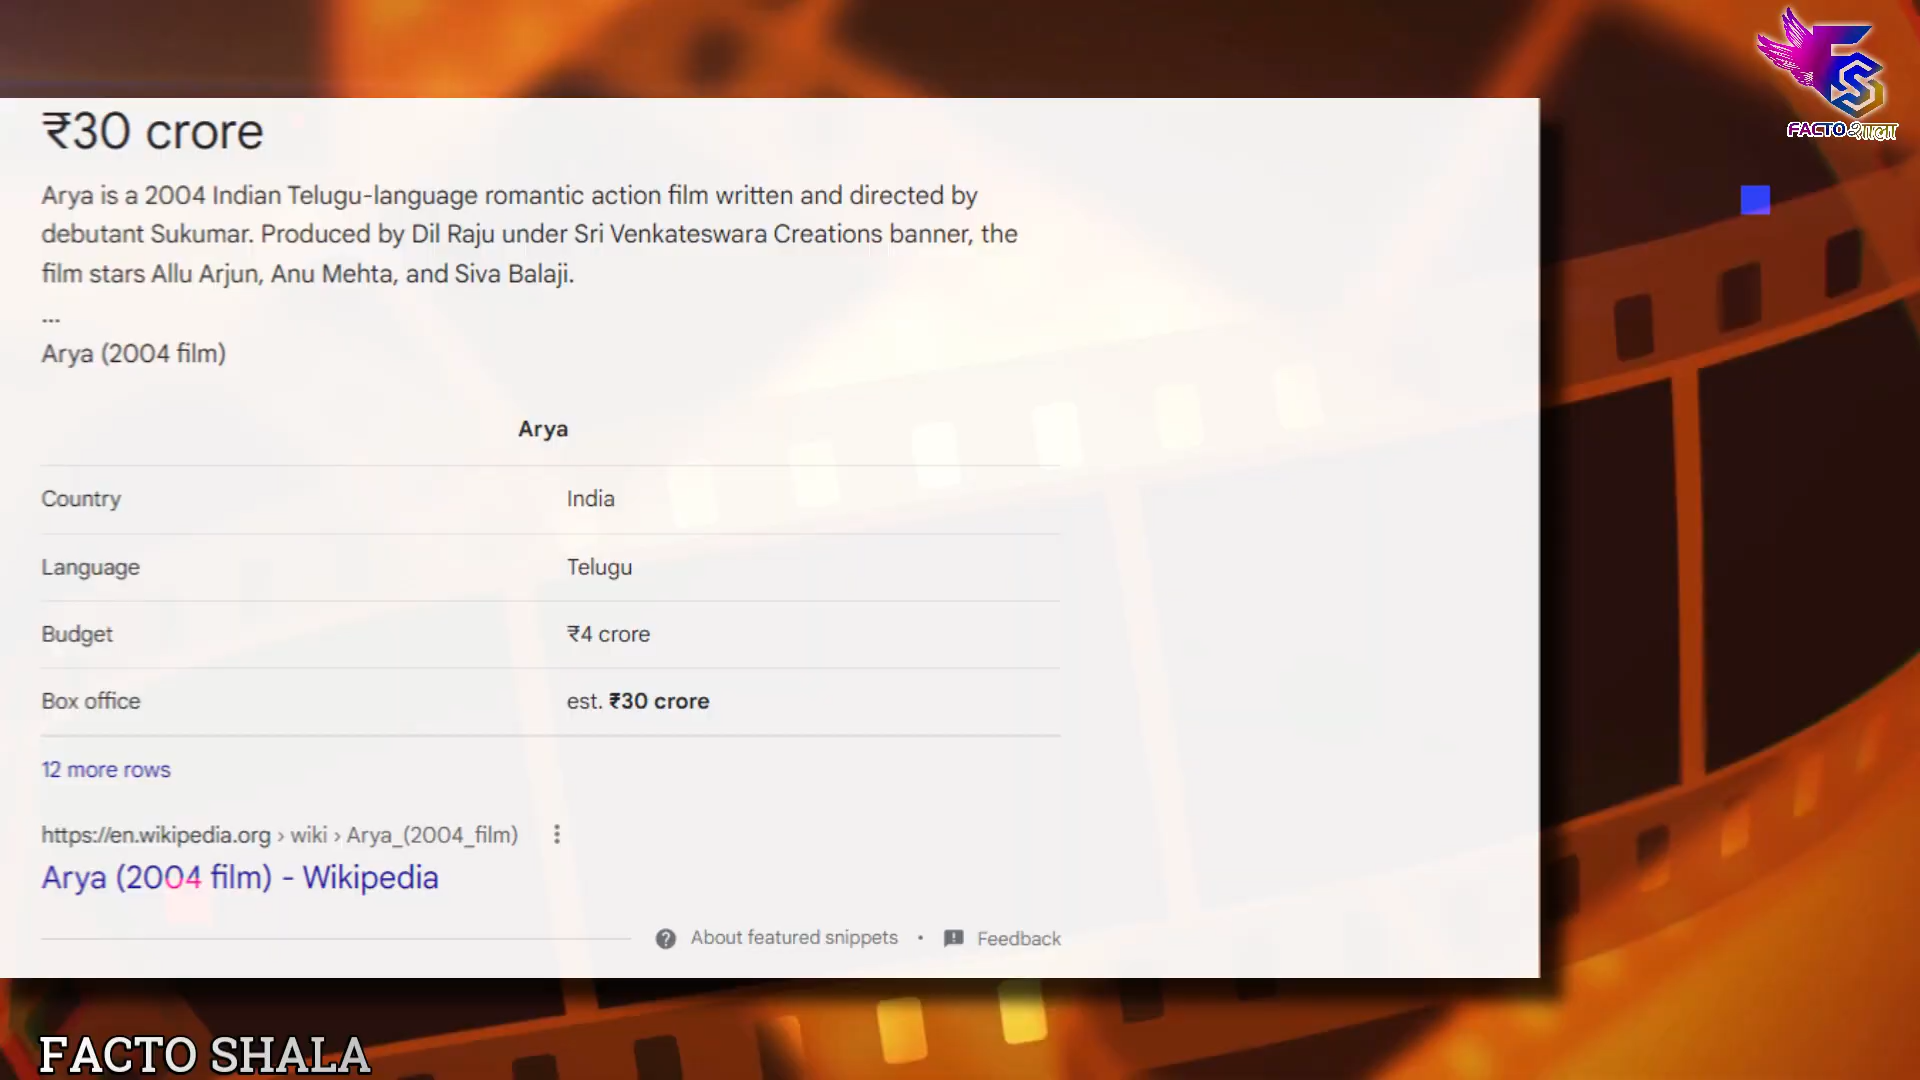 FACTOशाला
₹30 crore
Arya is a 2004 Indian Telugu-language romantic action film written and directed by
debutant Sukumar. Produced by Dil Raju under Sri Venkateswara Creations banner, the
film stars Allu Arjun, Anu Mehta, and Siva Balaji.
...
Arya (2004 film)
Arya
Country India
Language Telugu
Budget ₹4 crore
Box office est. ₹30 crore
12 more rows
https://en.wikipedia.org › wiki › Arya_(2004_film)
Arya (2004 film) - Wikipedia
About featured snippets • Feedback
FACTO SHALA